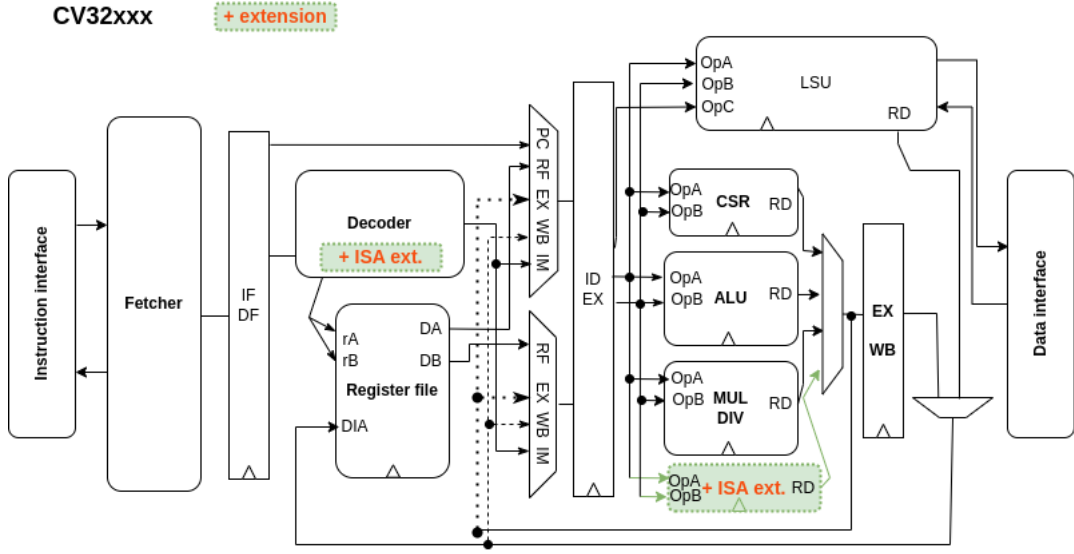 CV32xxx
+ extension
Instruction interface
Fetcher
IF
DF
Decoder
+ ISA ext.
rA
rB
DA
DB
Register file
DIA
PC
RF
EX
WB
IM
RF
EX
WB
IM
ID
EX
OpA
OpB
OpC
LSU
RD
OpA
OpB
CSR
RD
OpA
OpB
ALU
RD
OpA
OpB
MUL
DIV
RD
OpA
OpB
+ ISA ext.
RD
EX
WB
Data interface